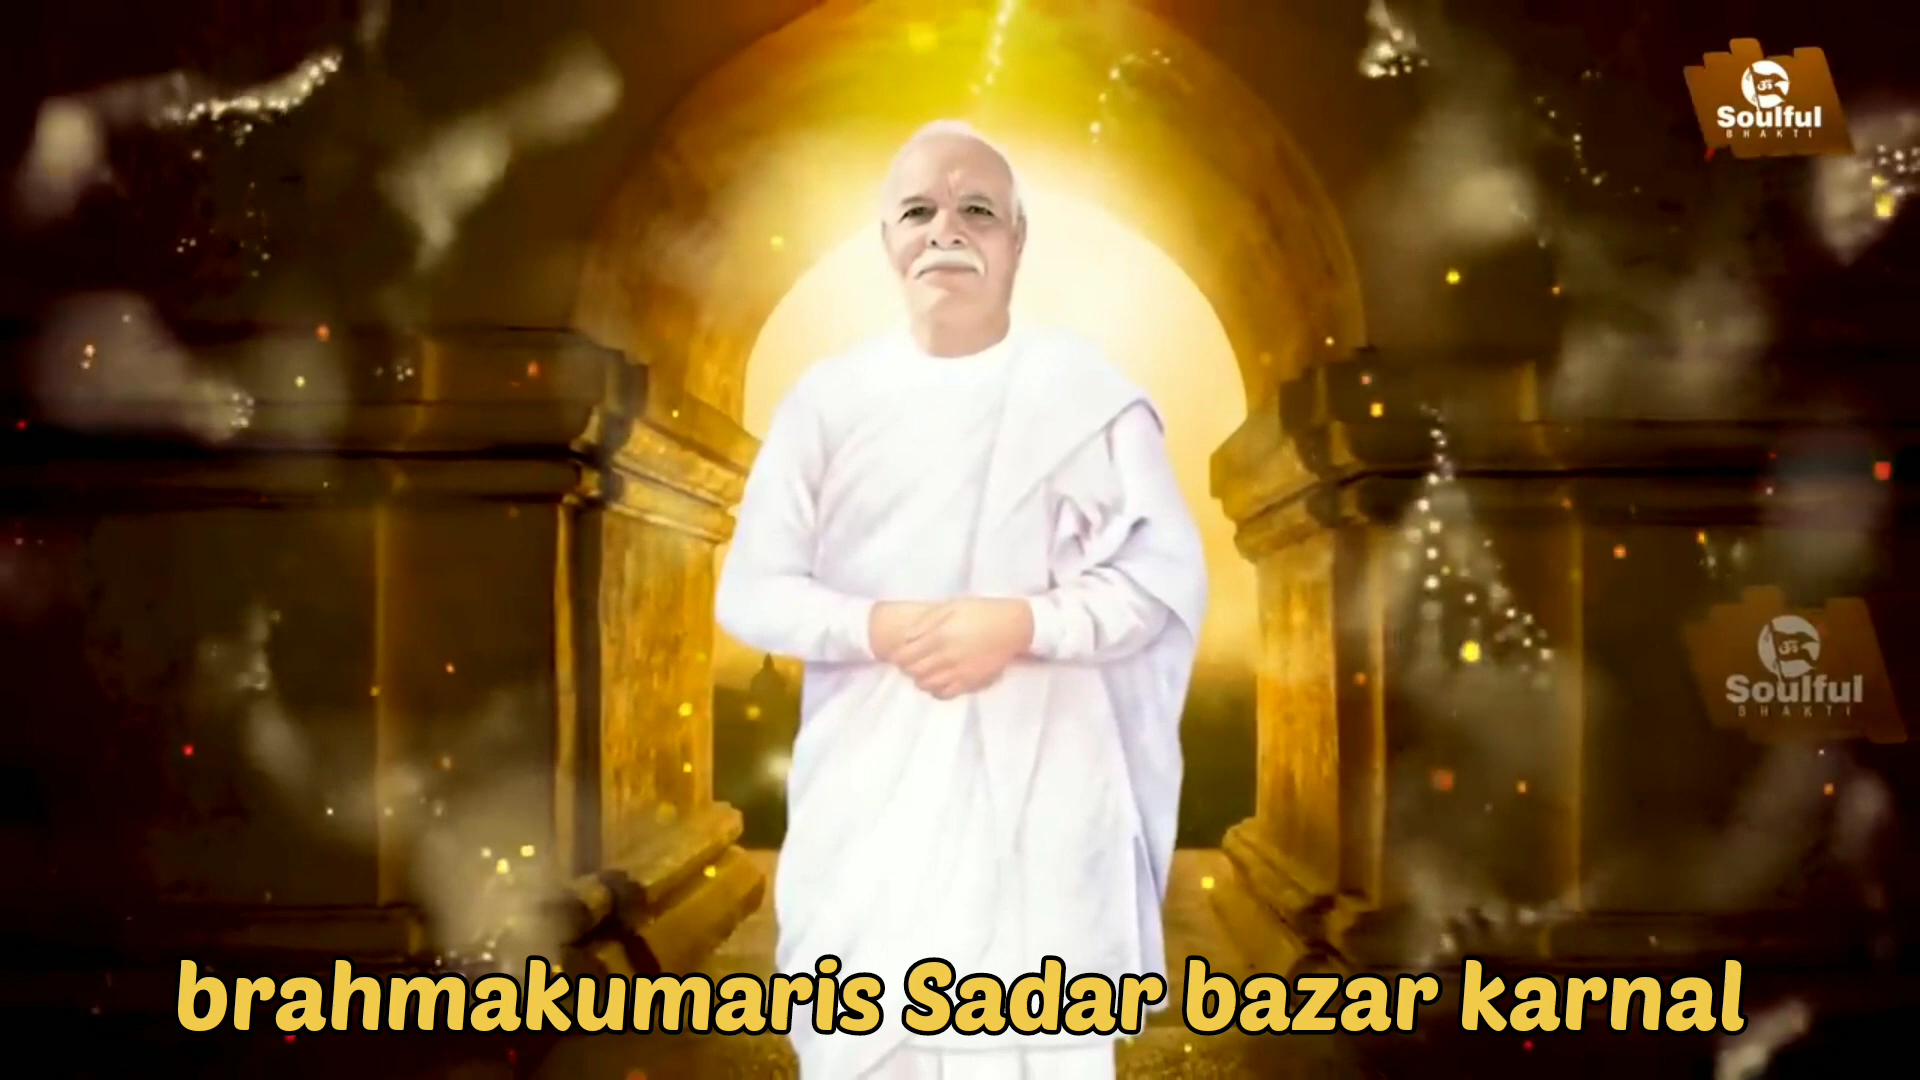 ॐ
Soulful
BHAKTI
ॐ
Soulful
BHAKTI
brahmakumaris Sadar bazar karnal